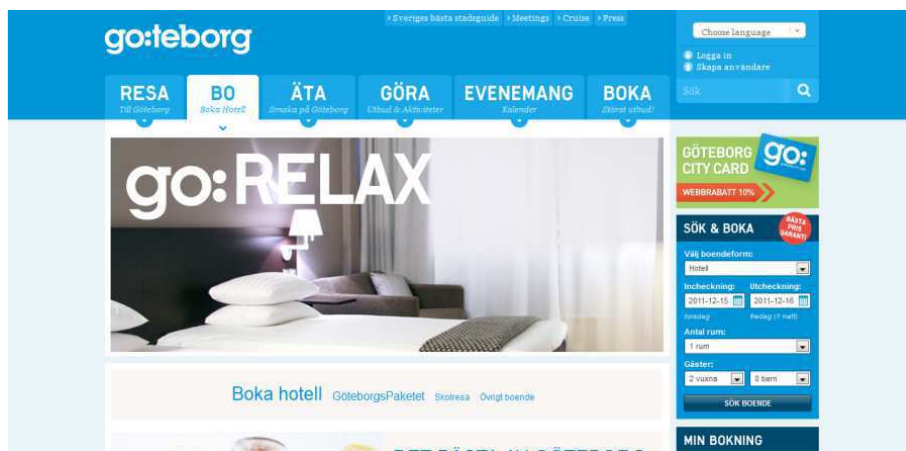 › Sveriges bästa stadsguide › Meetings › Cruise › Press
go:teborg
Choose language
Logga in
Skapa användare
Sök
RESA
Till Göteborg
BO
Boka Hotell
ÄTA
Smaka på Göteborg
GÖRA
Utbud & Aktiviteter
EVENEMANG
Kalender
BOKA
Störst utbud!
go:RELAX
GÖTEBORG
CITY CARD
go:
WEBBRABATT 10%
SÖK & BOKA
BÄSTA
PRIS
GARANTI
Välj boendeform:
Hotell
Incheckning: Utcheckning:
2011-12-15 2011-12-16
torsdag fredag (1 natt)
Antal rum:
1 rum
Gäster:
2 vuxna 0 barn
SÖK BOENDE
Boka hotell GöteborgsPaketet Skolresa Övrigt boende
MIN BOKNING